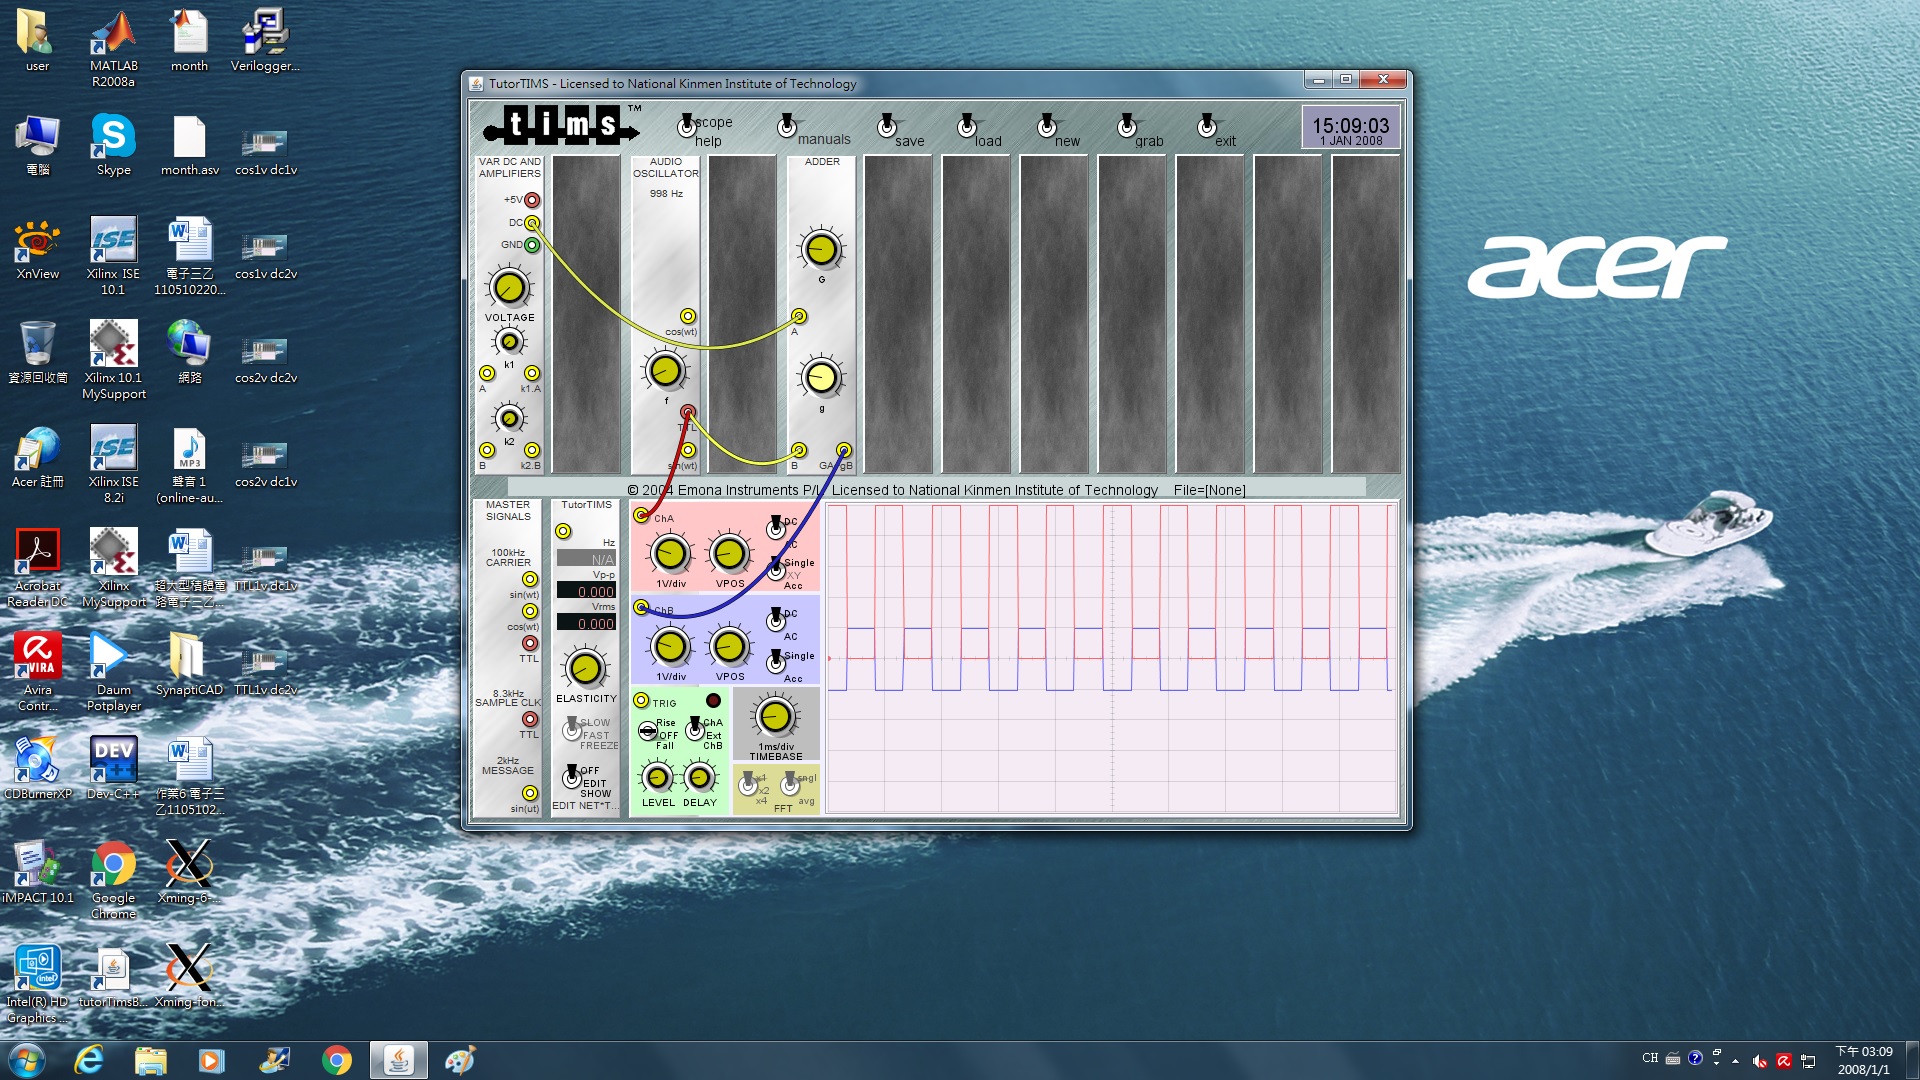 user
MATLAB
R2008a
month
Verilogger...
電腦
Skype
month.asv
cos1v dc1v
XnView
Xilinx ISE
10.1
電子三乙
110510220...
cos1v dc2v
資源回收筒
Xilinx 10.1
MySupport
網路
cos2v dc2v
Acer 註冊
Xilinx ISE
8.2i
MP3
聲音 1
(online-au...
cos2v dc1v
Acrobat
Reader DC
Xilinx
MySupport
超大型積體電
路電子三乙...
TTL1v dc1v
Avira
Contr...
Daum
Potplayer
SynaptiCAD
TTL1v dc2v
CDBurnerXP
DEV
C++
Dev-C++
作業6 電子三
乙1105102...
iMPACT 10.1
Google
Chrome
Xming-6-...
Intel(R) HD
Graphics ...
tutorTimsB...
Xming-fon...
TutorTIMS - Licensed to National Kinmen Institute of Technology
tims™
scope
help
manuals
save
load
new
grab
exit
15:09:03
1 JAN 2008
VAR DC AND
AMPLIFIERS
+5V
DC
GND
VOLTAGE
k1
A
k1.A
k2
B
k2.B
AUDIO
OSCILLATOR
998 Hz
cos(wt)
f
TTL
sin(wt)
ADDER
G
A
g
B
© 2004 Emona Instruments P/L Licensed to National Kinmen Institute of Technology File=[None]
MASTER
SIGNALS
100kHz
CARRIER
sin(wt)
cos(wt)
TTL
8.3kHz
SAMPLE CLK
TTL
2kHz
MESSAGE
sin(ut)
TutorTIMS
Hz
N/A
Vp-p
0.000
Vrms
0.000
ELASTICITY
SLOW
FAST
FREEZE
OFF
EDIT
SHOW
EDIT NET*T...
ChA
1V/div
VPOS
DC
AC
Single
XY
Acc
ChB
1V/div
VPOS
DC
AC
Single
Acc
TRIG
Rise
OFF
Fall
ChA
Ext
ChB
LEVEL
DELAY
1ms/div
TIMEBASE
x1
x2
x4
sngl
avg
FFT
acer
CH
下午 03:09
2008/1/1